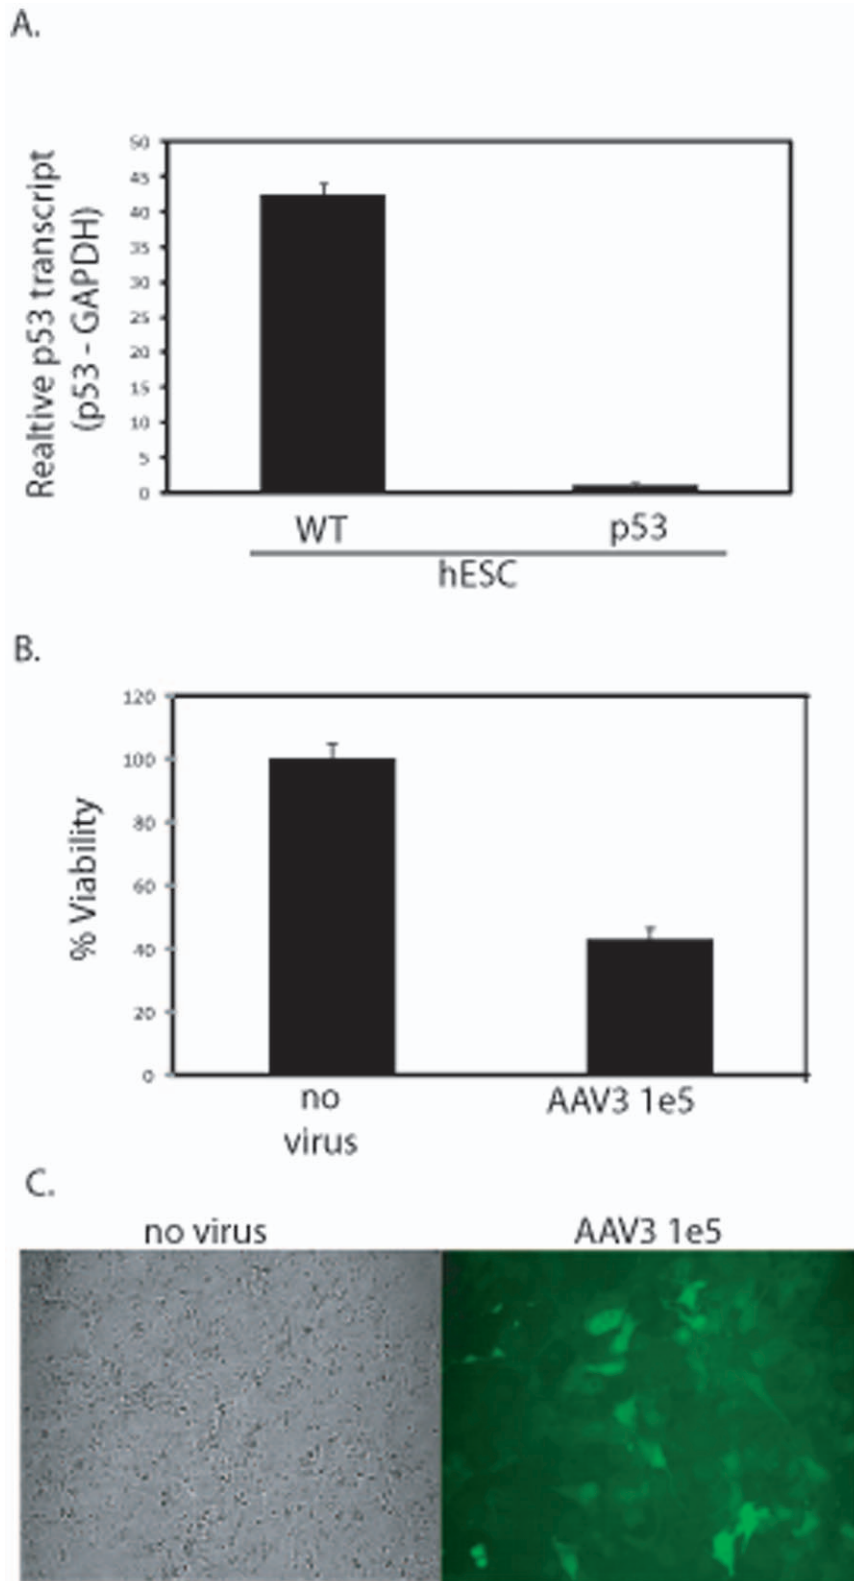 A.
Realtive p53 transcript
(p53 - GAPDH)
50
45
40
35
30
25
20
15
10
5
0
WT p53
hESC
B.
% Viability
120
100
80
60
40
20
0
no AAV3 1e5
virus
C.
no virus AAV3 1e5